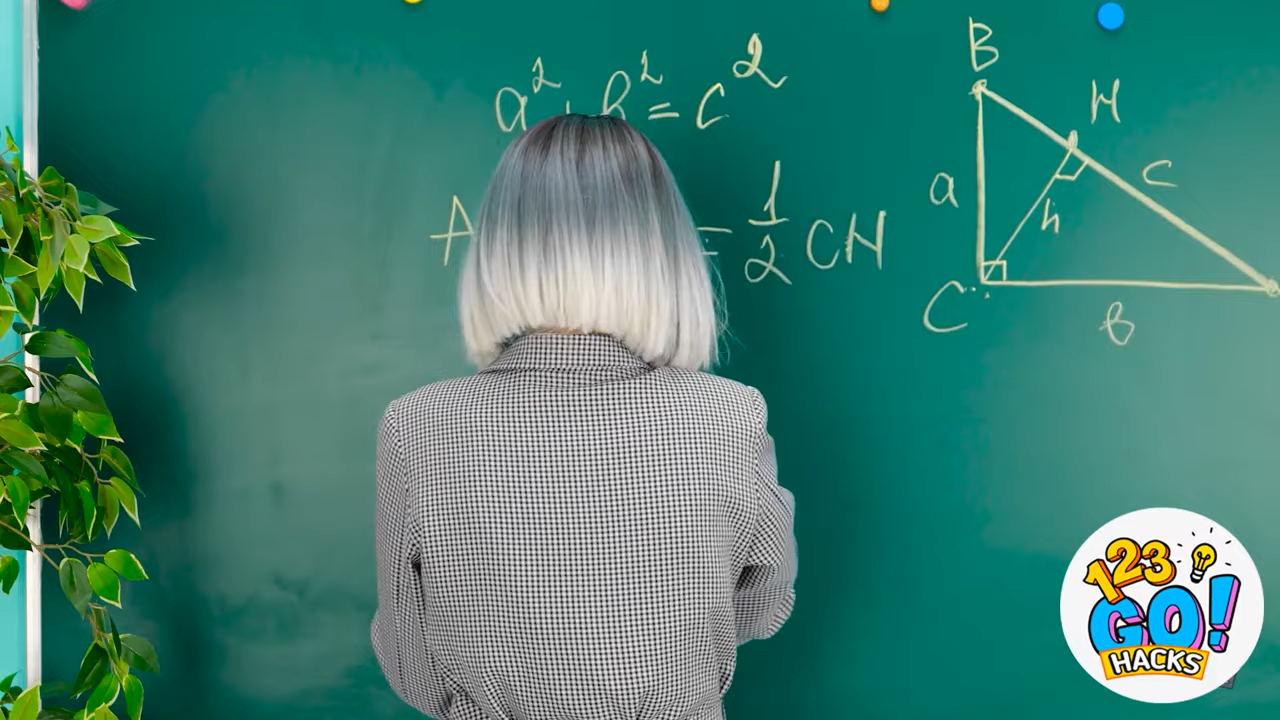 a² + b² = c²
A = 1/2 CH
B
H
a
c
h
C
b
123
GO!
HACKS